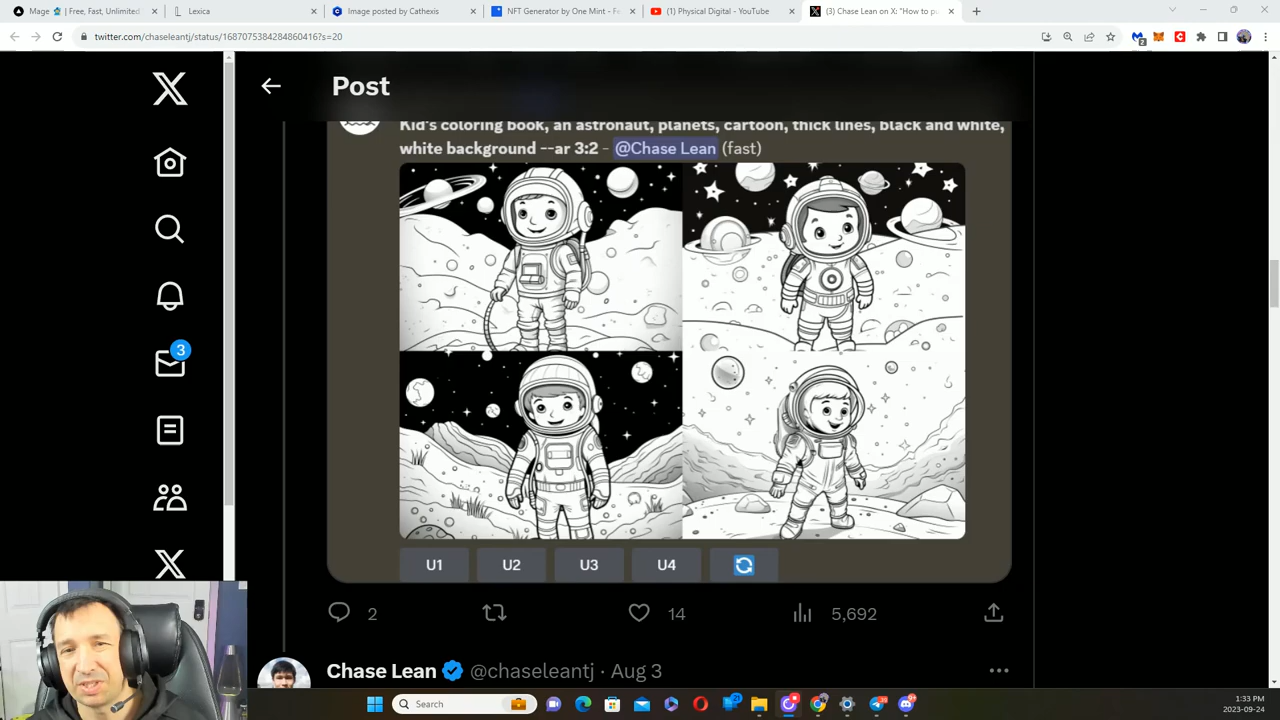 Mage | Free, Fast, Unlimited
Lexica
Image posted by Cathexis
NFT Generator by One Mint - Fe
(1) Physical Digital - YouTube
(3) Chase Lean on X: "How to p
twitter.com/chaseleantj/status/1687075384284860416?s=20
2
Post
Kid's coloring book, an astronaut, planets, cartoon, thick lines, black and white,
white background --ar 3:2 - @Chase Lean (fast)
3
U1
U2
U3
U4
2
14
5,692
Chase Lean @chaseleantj · Aug 3
Search
1:33 PM
2023-09-24